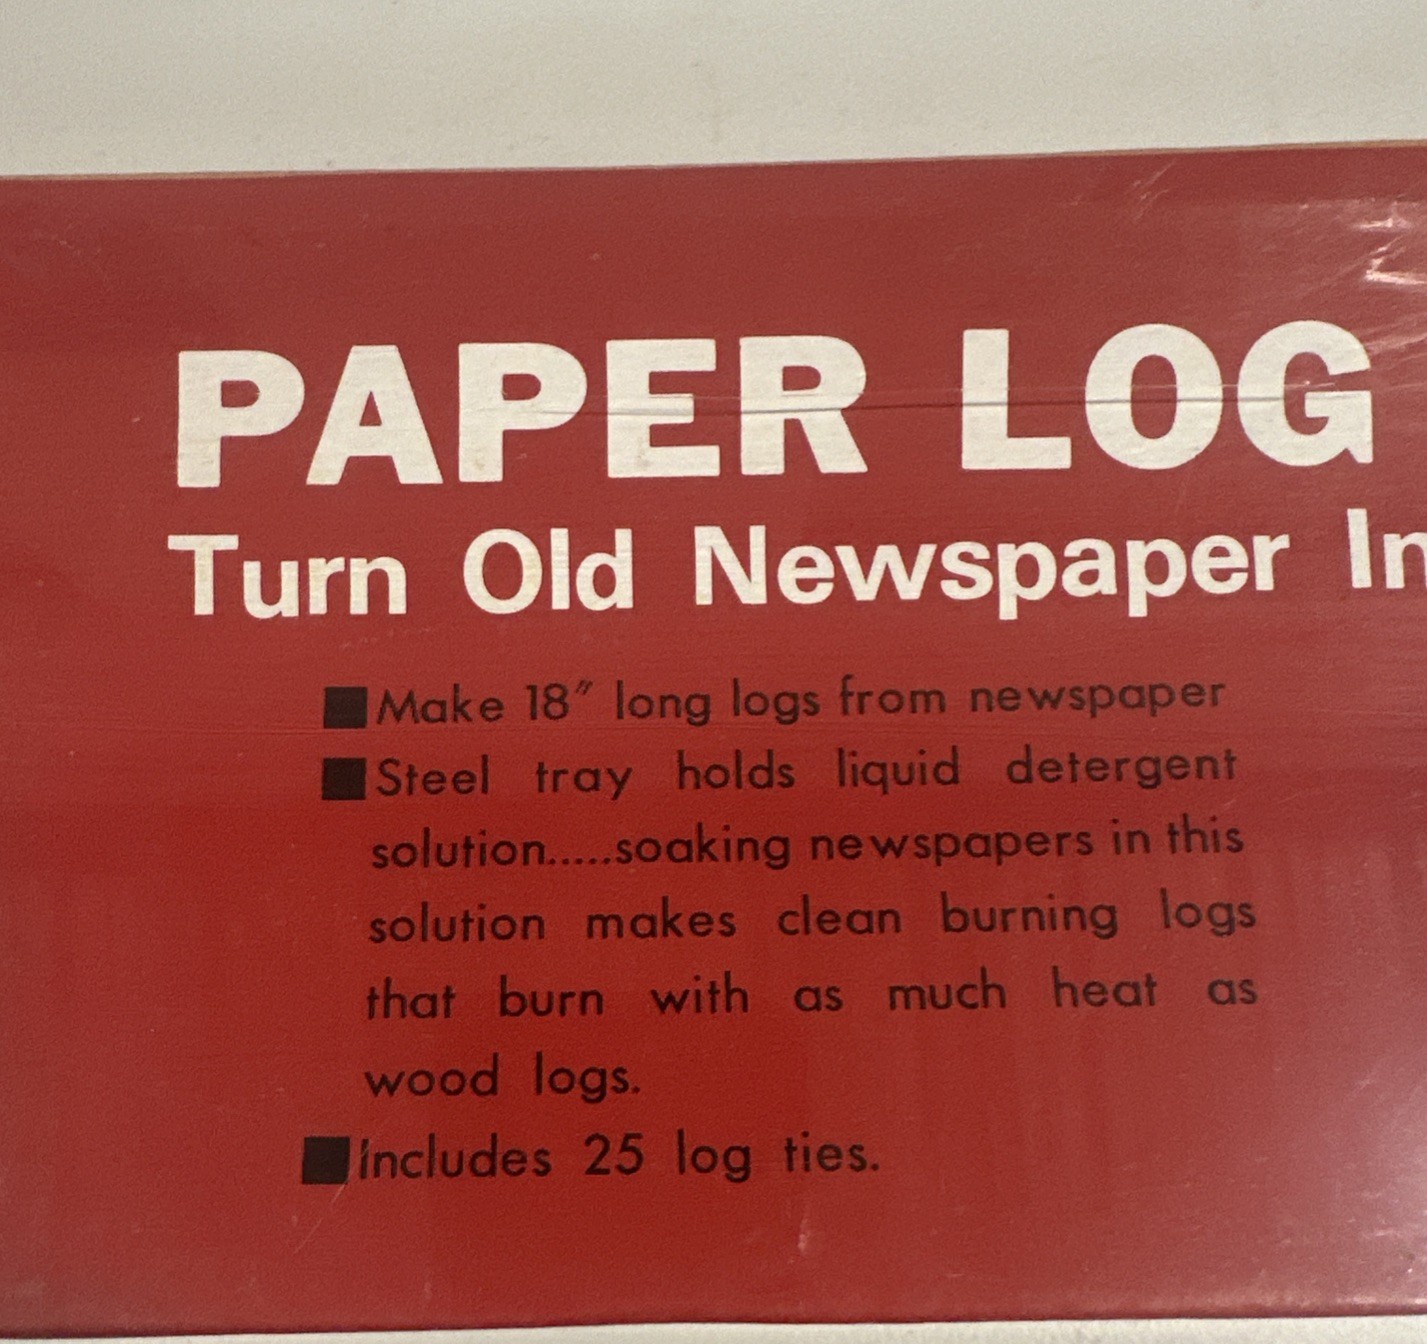 PAPER LOG
Turn Old Newspaper In
■Make 18" long logs from newspaper
■Steel tray holds liquid detergent
solution.....soaking newspapers in this
solution makes clean burning logs
that burn with as much heat as
wood logs.
■Includes 25 log ties.